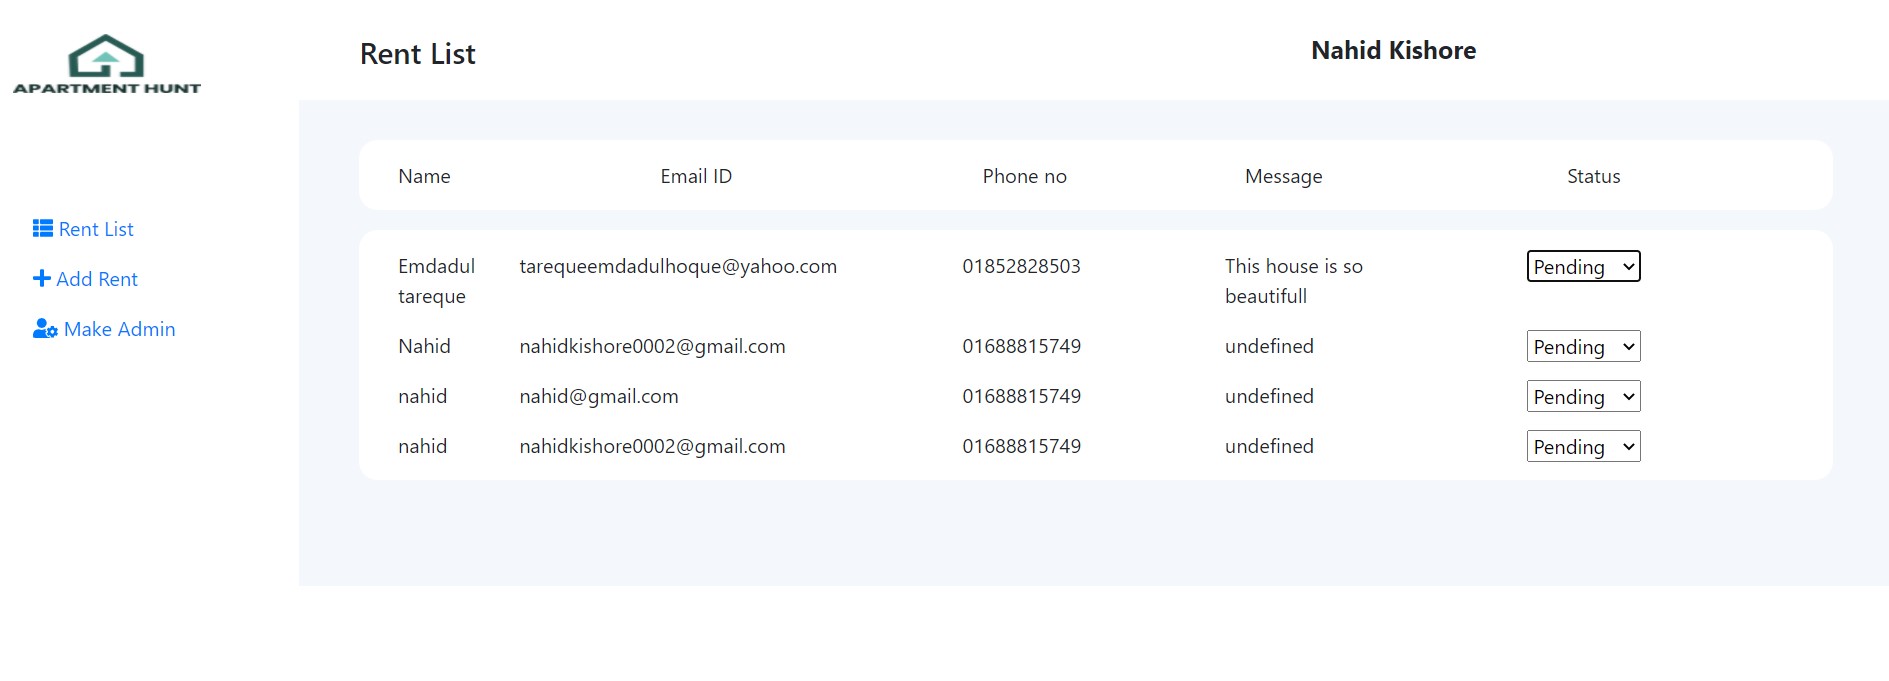 APARTMENT HUNT
Rent List
Nahid Kishore
Rent List
Add Rent
Make Admin
Name Email ID Phone no Message Status
Emdadul tarequeemdadulhoque@yahoo.com 01852828503 This house is so Pending
tareque beautifull
Nahid nahidkishore0002@gmail.com 01688815749 undefined Pending
nahid nahid@gmail.com 01688815749 undefined Pending
nahid nahidkishore0002@gmail.com 01688815749 undefined Pending